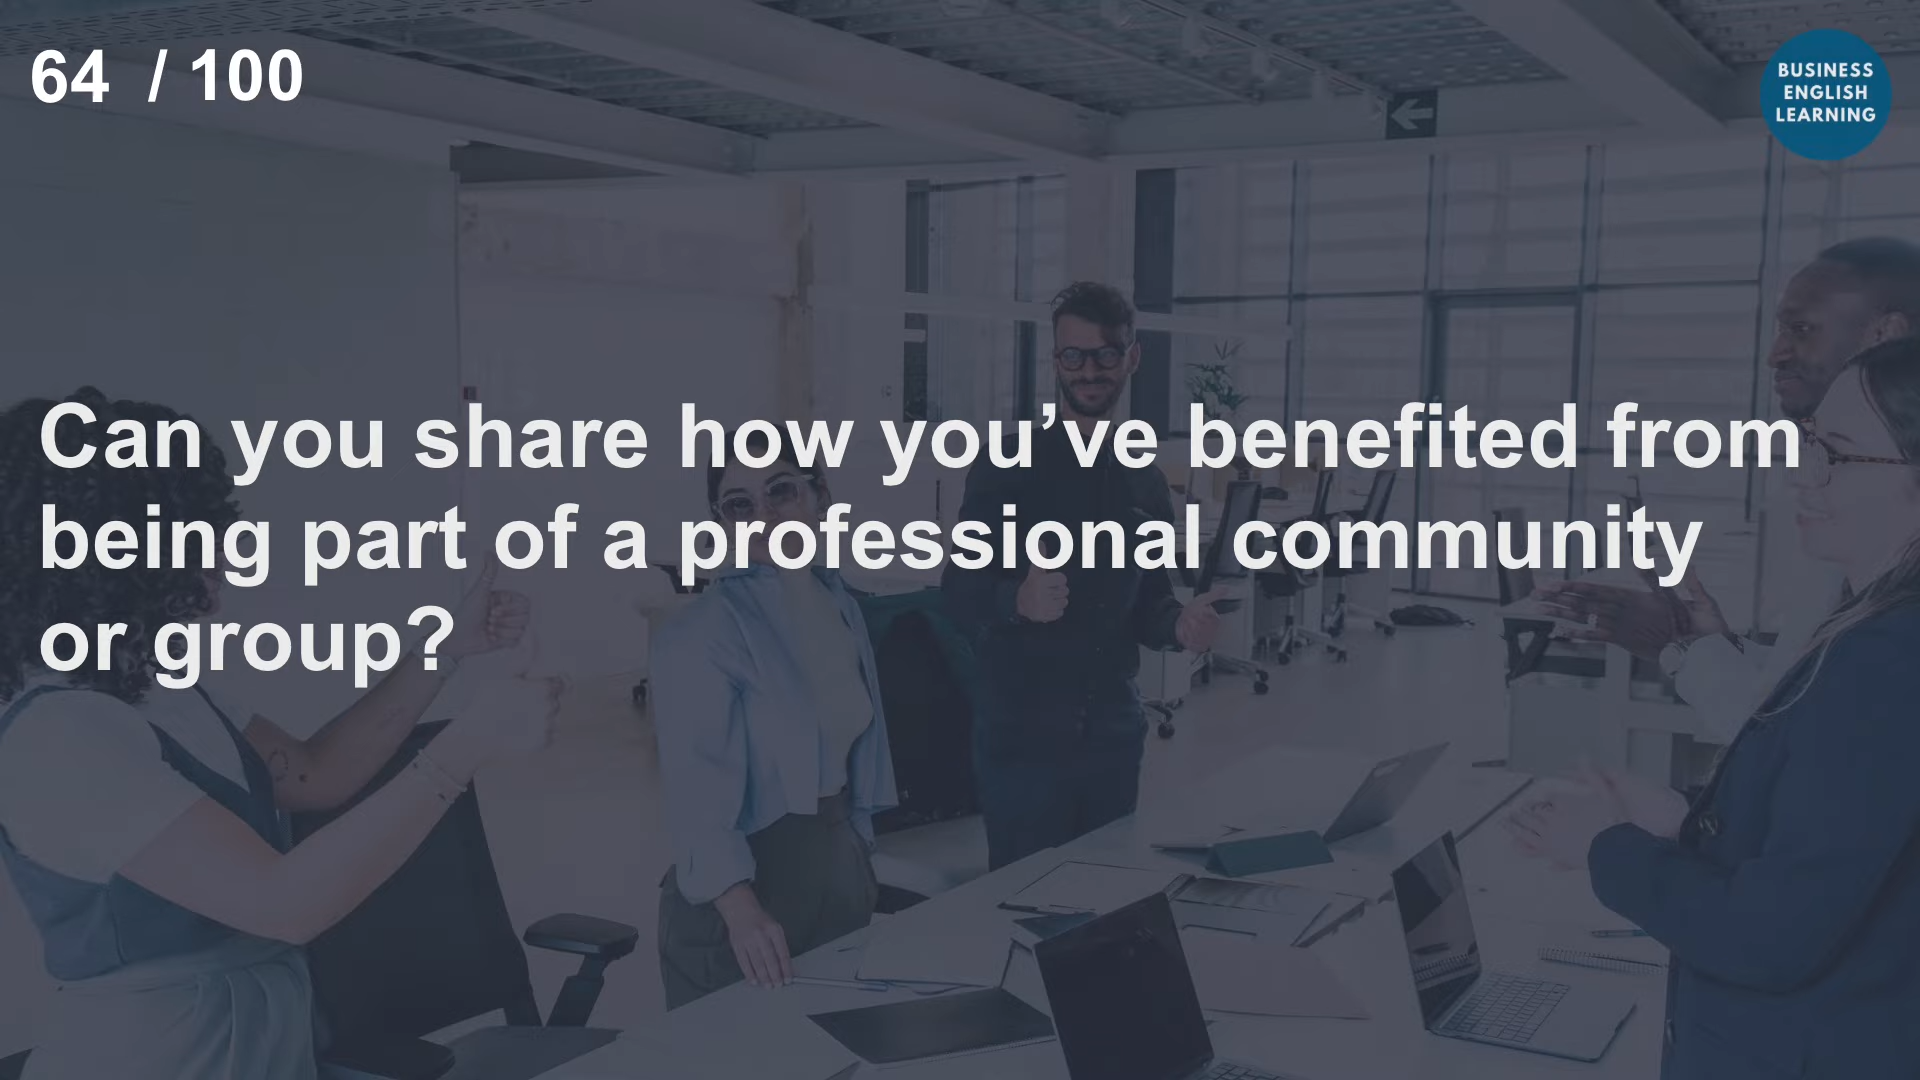 64 / 100
BUSINESS
ENGLISH
LEARNING
Can you share how you’ve benefited from
being part of a professional community
or group?